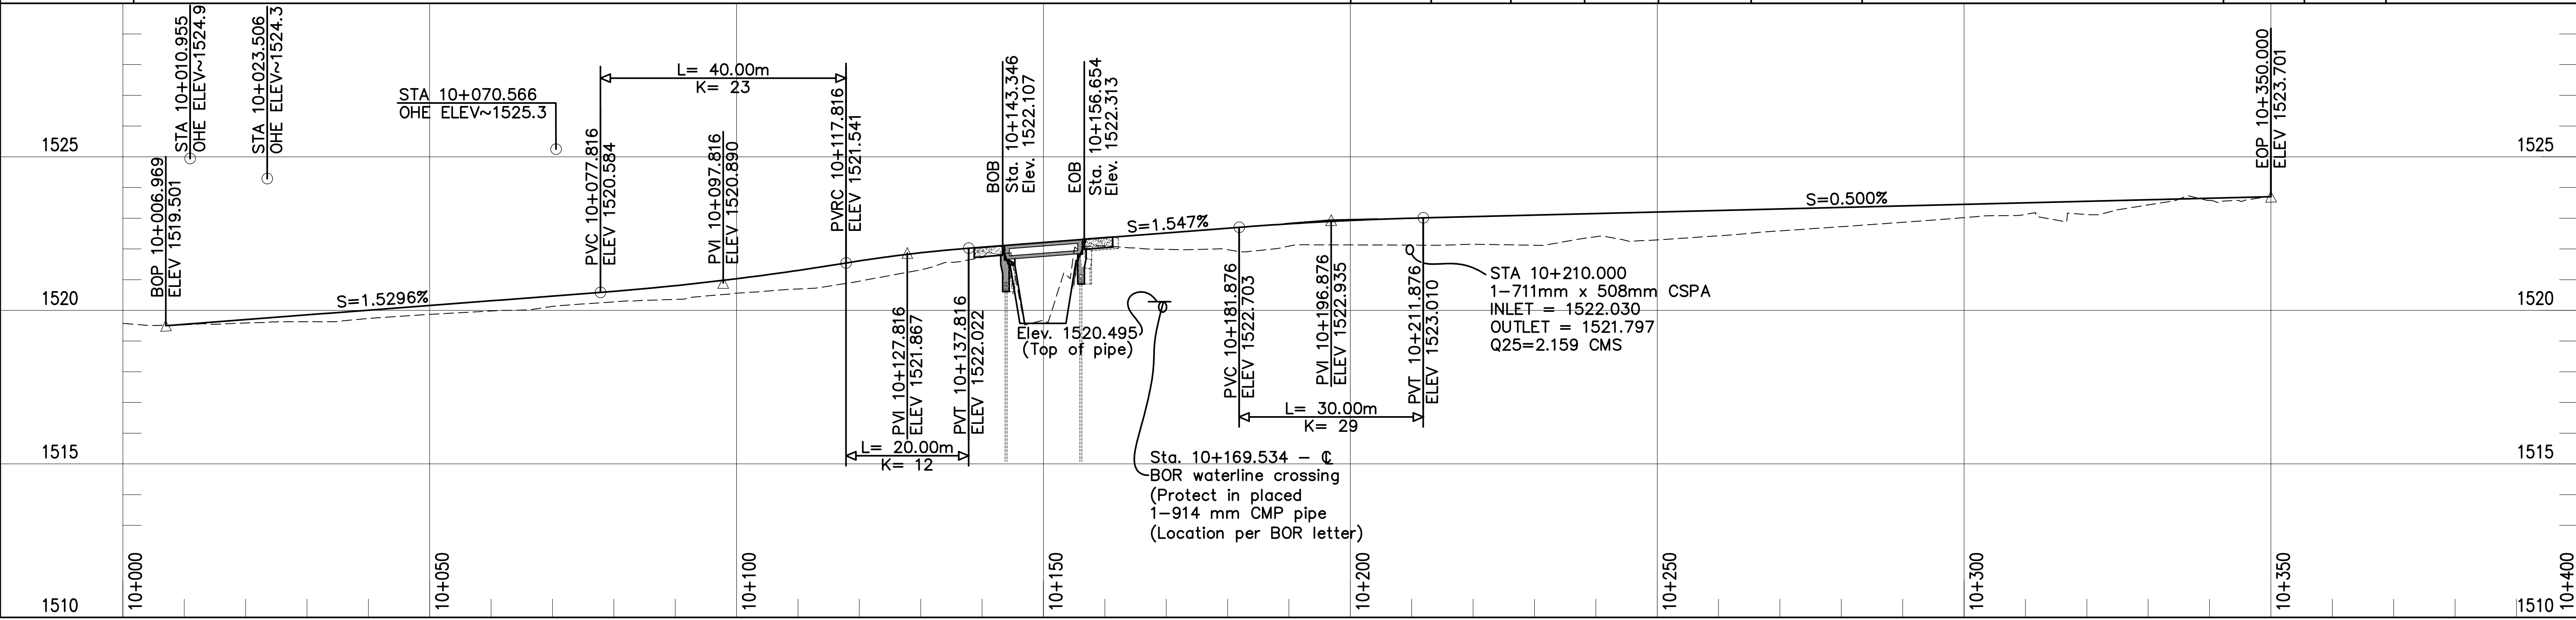 STA 10+010.955
OHE ELEV~1524.9
STA 10+023.506
OHE ELEV~1524.3
STA 10+070.566
OHE ELEV~1525.3
BOP 10+006.969
ELEV 1519.501
S=1.5296%
PVC 10+077.816
ELEV 1520.584
L= 40.00m
K= 23
PVI 10+097.816
ELEV 1520.890
PVRC 10+117.816
ELEV 1521.541
PVI 10+127.816
ELEV 1521.867
L= 20.00m
K= 12
PVT 10+137.816
ELEV 1522.022
BOB
Sta. 10+143.346
Elev. 1522.107
EOB
Sta. 10+156.654
Elev. 1522.313
S=1.547%
Elev. 1520.495
(Top of pipe)
Sta. 10+169.534 - ℄
BOR waterline crossing
(Protect in placed
1-914 mm CMP pipe
(Location per BOR letter)
PVC 10+181.876
ELEV 1522.703
L= 30.00m
K= 29
PVI 10+196.876
ELEV 1522.935
PVT 10+211.876
ELEV 1523.010
STA 10+210.000
1-711mm x 508mm CSPA
INLET = 1522.030
OUTLET = 1521.797
Q25=2.159 CMS
S=0.500%
EOP 10+350.000
ELEV 1523.701
1525
1520
1515
1510
1525
1520
1515
1510
10+000
10+050
10+100
10+150
10+200
10+250
10+300
10+350
10+400